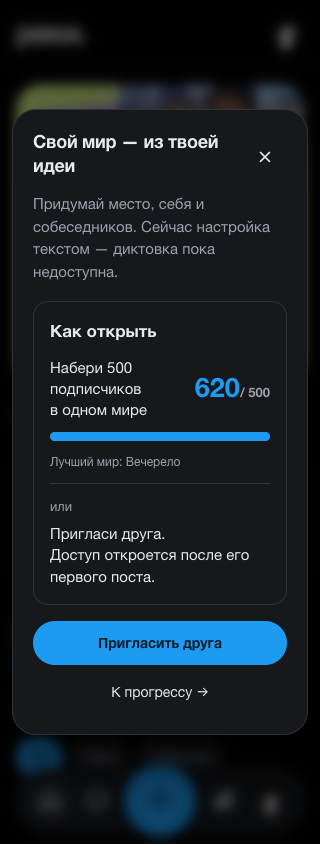 Свой мир — из твоей
идеи
Придумай место, себя и
собеседников. Сейчас настройка
текстом — диктовка пока
недоступна.
Как открыть
Набери 500
подписчиков
в одном мире
620 / 500
Лучший мир: Вечерело
или
Пригласи друга.
Доступ откроется после его
первого поста.
Пригласить друга
К прогрессу →